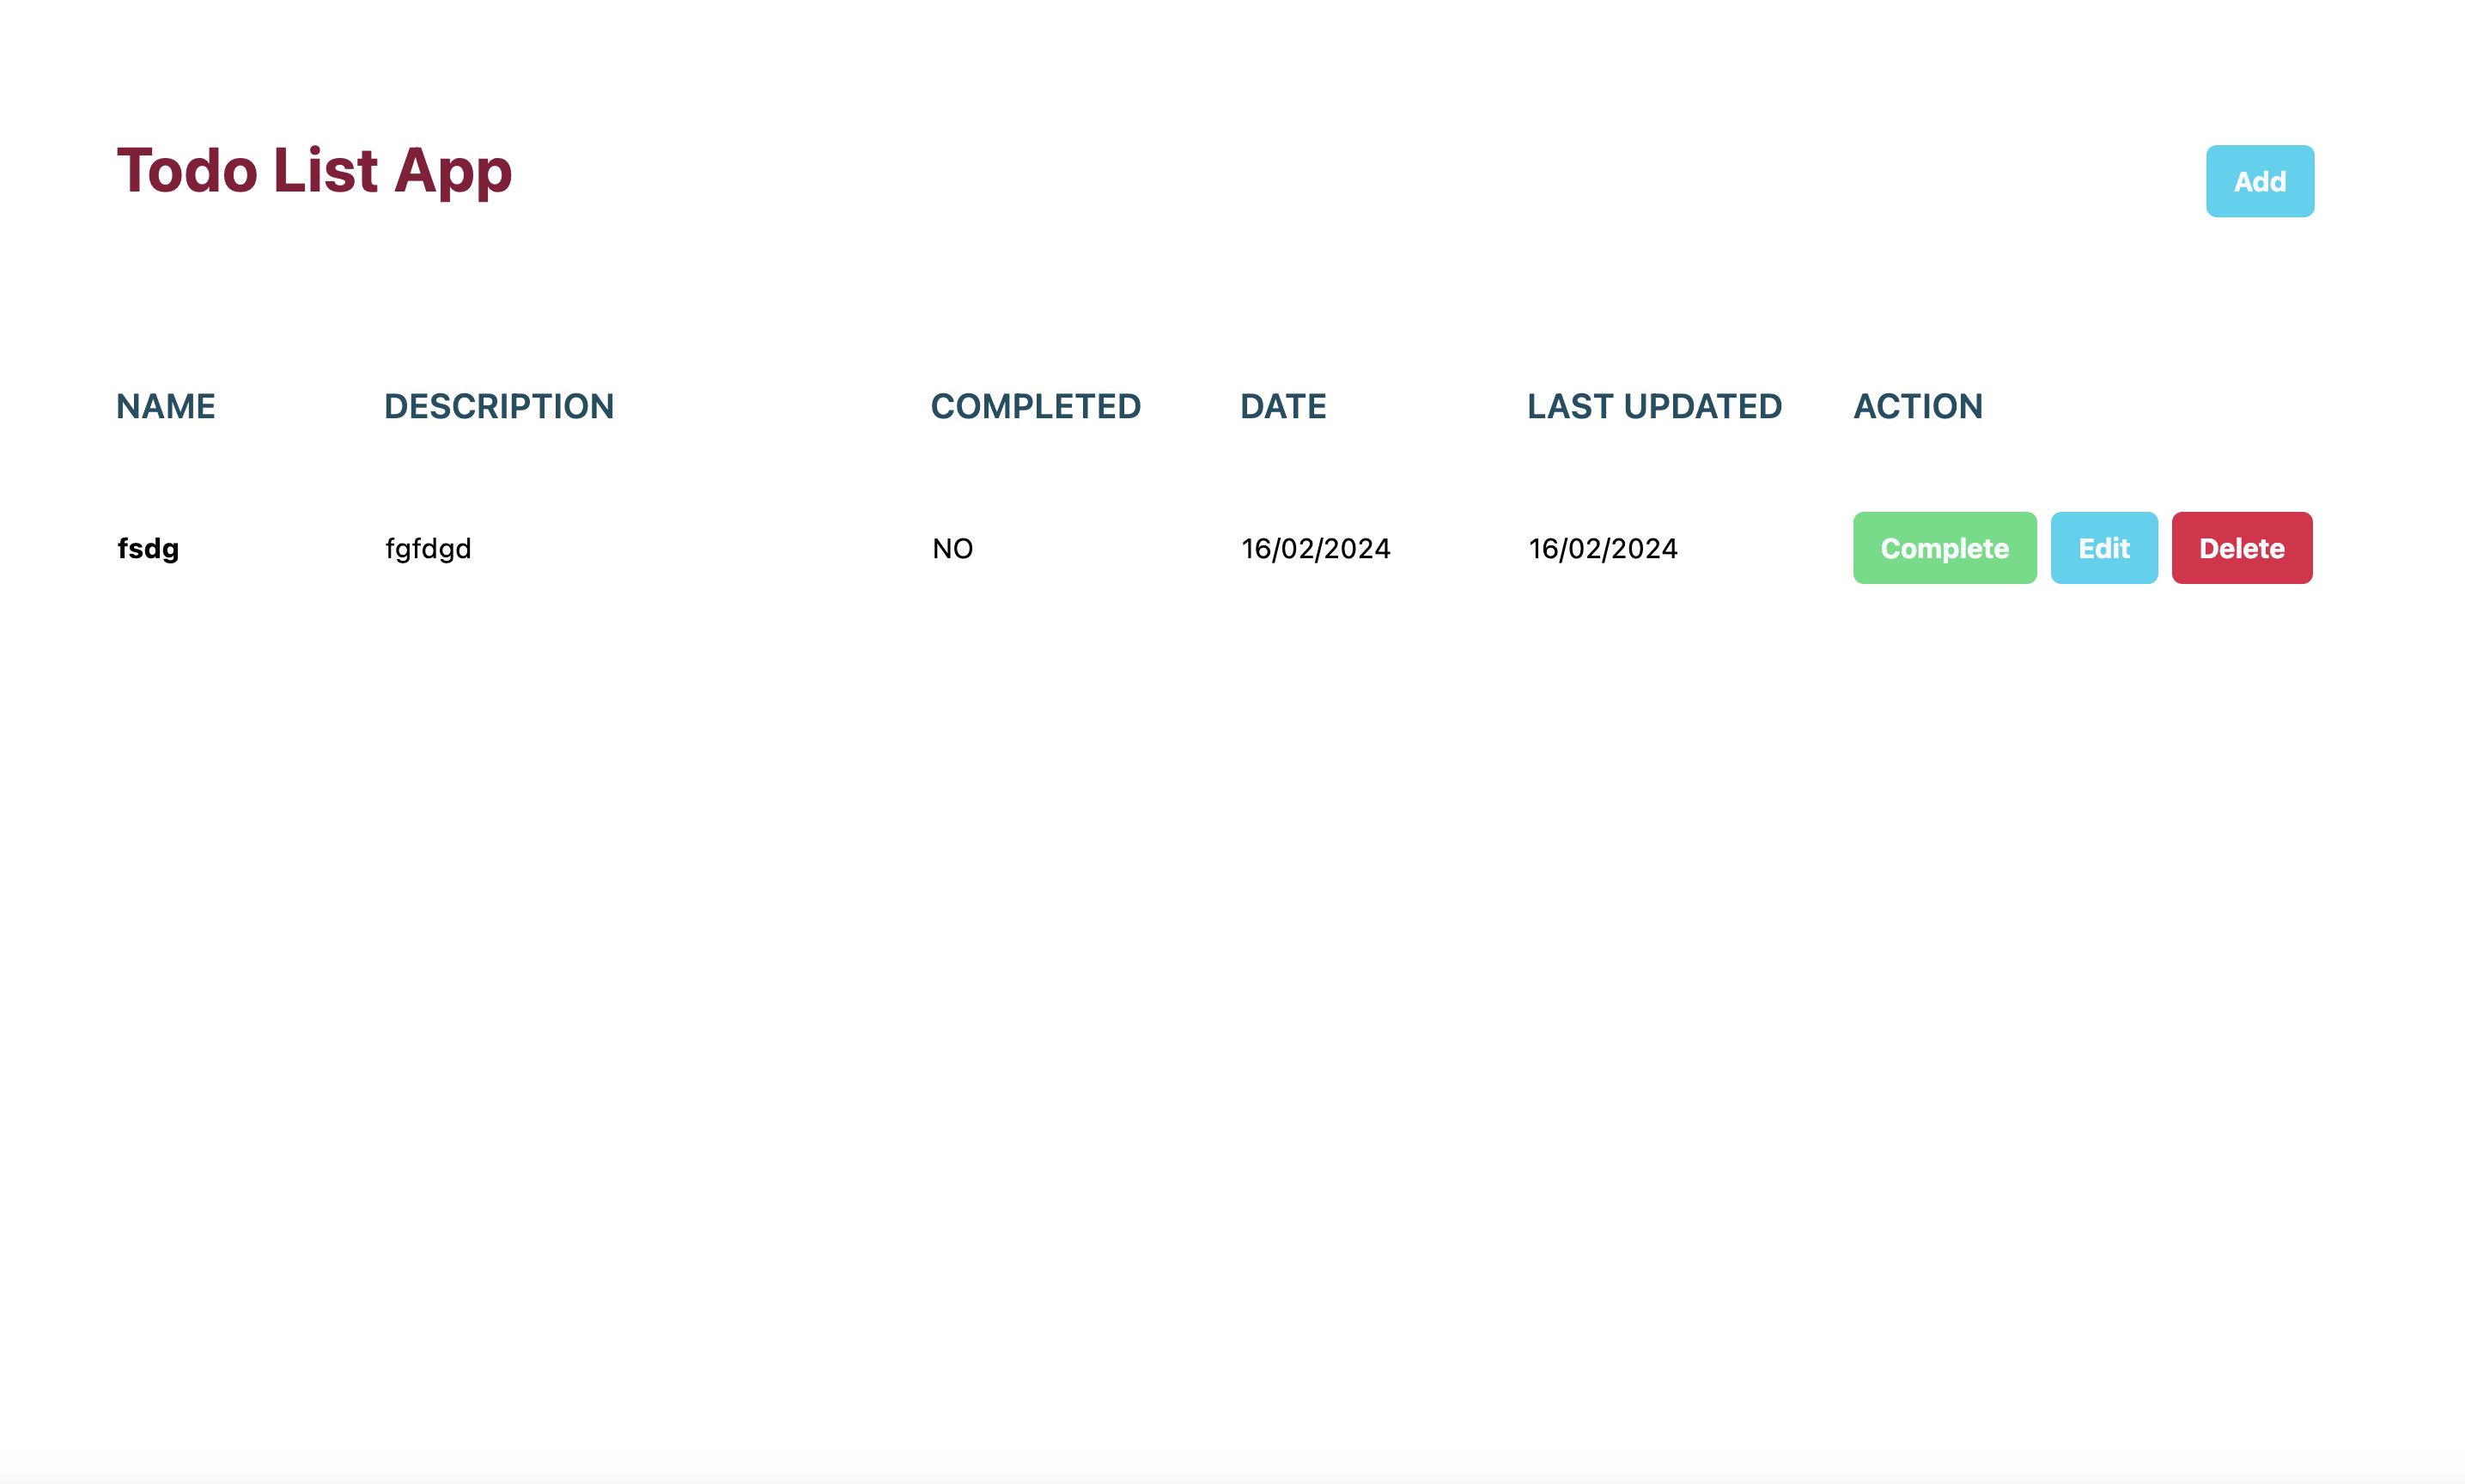 Todo List App
Add
NAME DESCRIPTION COMPLETED DATE LAST UPDATED ACTION
fsdg fgfdgd NO 16/02/2024 16/02/2024 Complete Edit Delete